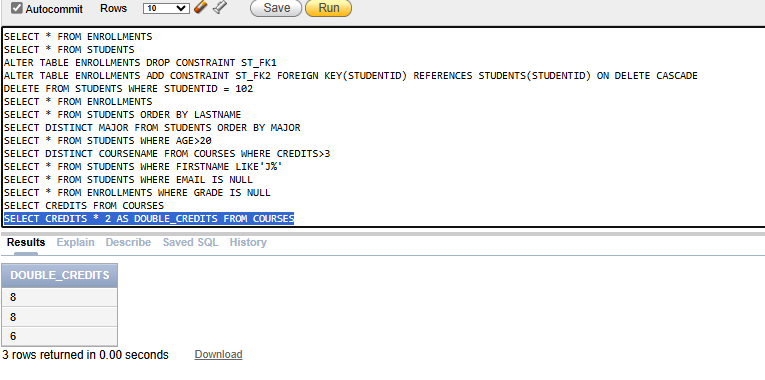 Autocommit Rows 10 Save Run
SELECT * FROM ENROLLMENTS
SELECT * FROM STUDENTS
ALTER TABLE ENROLLMENTS DROP CONSTRAINT ST_FK1
ALTER TABLE ENROLLMENTS ADD CONSTRAINT ST_FK2 FOREIGN KEY(STUDENTID) REFERENCES STUDENTS(STUDENTID) ON DELETE CASCADE
DELETE FROM STUDENTS WHERE STUDENTID = 102
SELECT * FROM ENROLLMENTS
SELECT * FROM STUDENTS ORDER BY LASTNAME
SELECT DISTINCT MAJOR FROM STUDENTS ORDER BY MAJOR
SELECT * FROM STUDENTS WHERE AGE>20
SELECT DISTINCT COURSENAME FROM COURSES WHERE CREDITS>3
SELECT * FROM STUDENTS WHERE FIRSTNAME LIKE'J%'
SELECT * FROM STUDENTS WHERE EMAIL IS NULL
SELECT * FROM ENROLLMENTS WHERE GRADE IS NULL
SELECT CREDITS FROM COURSES
SELECT CREDITS * 2 AS DOUBLE_CREDITS FROM COURSES
Results Explain Describe Saved SQL History
DOUBLE_CREDITS
8
8
6
3 rows returned in 0.00 seconds Download